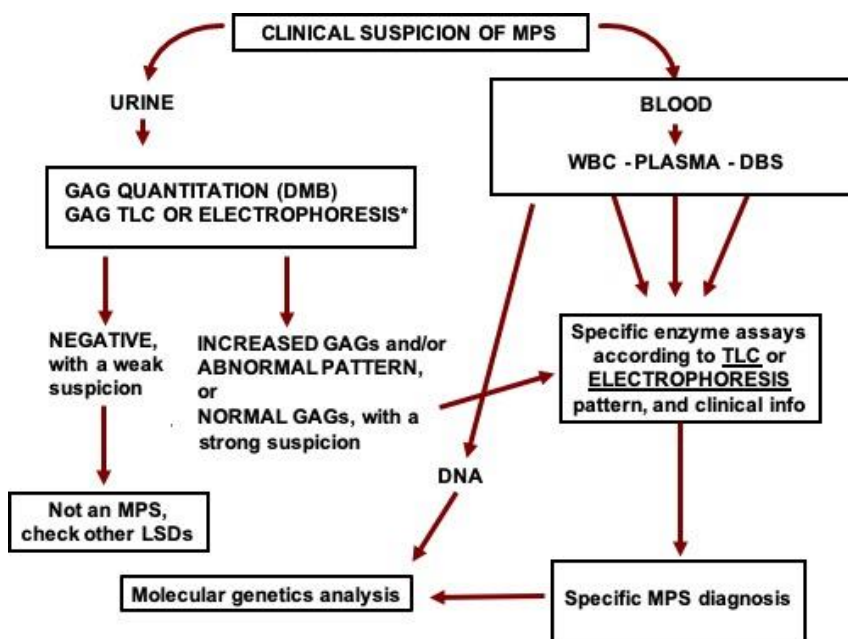 CLINICAL SUSPICION OF MPS
URINE
BLOOD
WBC - PLASMA - DBS
GAG QUANTITATION (DMB)
GAG TLC OR ELECTROPHORESIS*
NEGATIVE,
with a weak
suspicion
INCREASED GAGs and/or
ABNORMAL PATTERN,
or
NORMAL GAGs, with a
strong suspicion
Specific enzyme assays
according to TLC or
ELECTROPHORESIS
pattern, and clinical info
DNA
Not an MPS,
check other LSDs
Molecular genetics analysis
Specific MPS diagnosis